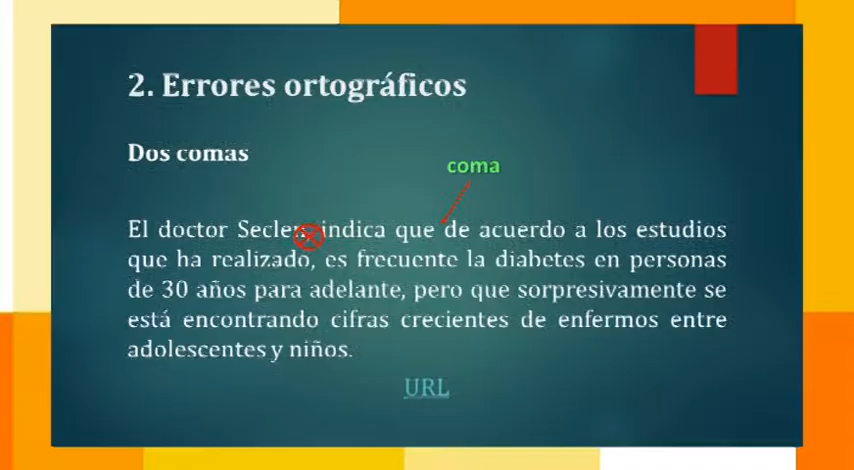 2. Errores ortográficos
Dos comas
coma
El doctor Seclen, indica que de acuerdo a los estudios
que ha realizado, es frecuente la diabetes en personas
de 30 años para adelante, pero que sorpresivamente se
está encontrando cifras crecientes de enfermos entre
adolescentes y niños.
URL